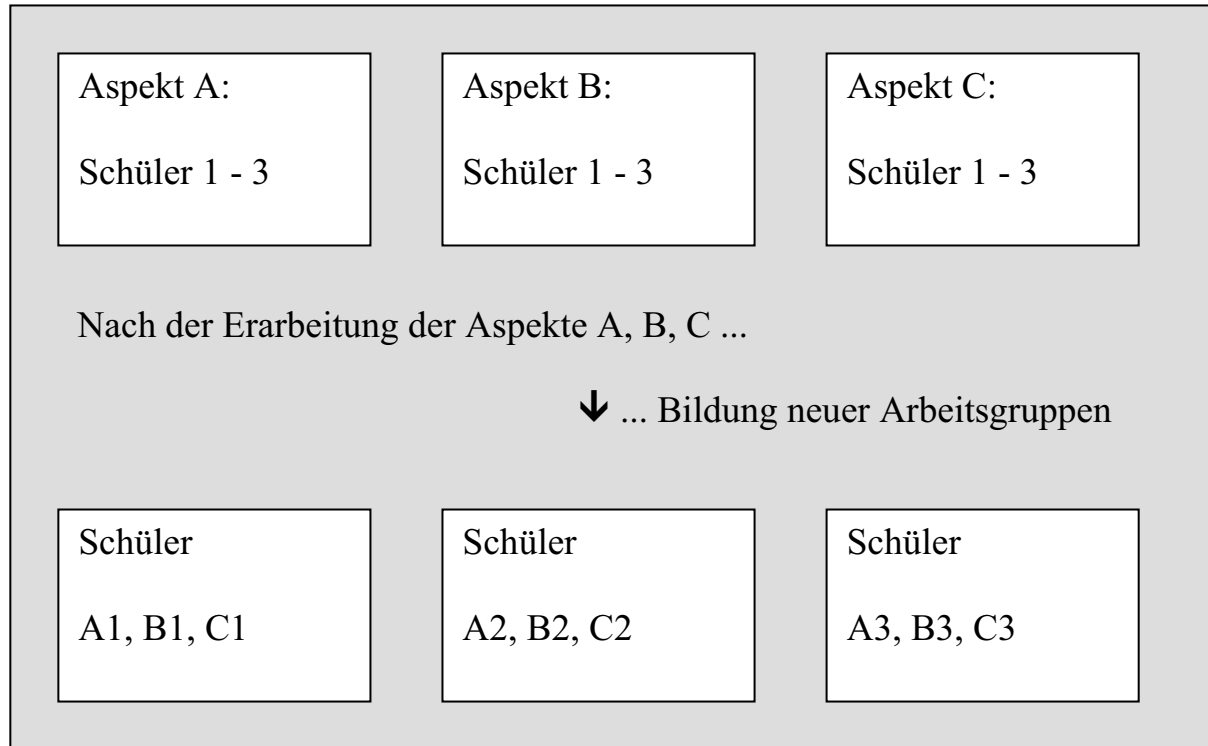 Aspekt A:
Schüler 1 - 3
Aspekt B:
Schüler 1 - 3
Aspekt C:
Schüler 1 - 3
Nach der Erarbeitung der Aspekte A, B, C ...
🡻 ... Bildung neuer Arbeitsgruppen
Schüler
A1, B1, C1
Schüler
A2, B2, C2
Schüler
A3, B3, C3